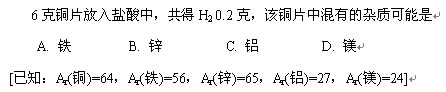 6克铜片放入盐酸中，共得H₂ 0.2克，该铜片中混有的杂质可能是
A. 铁 B. 锌 C. 铝 D. 镁
[已知：Aᵣ(铜)=64，Aᵣ(铁)=56，Aᵣ(锌)=65，Aᵣ(铝)=27，Aᵣ(镁)=24]